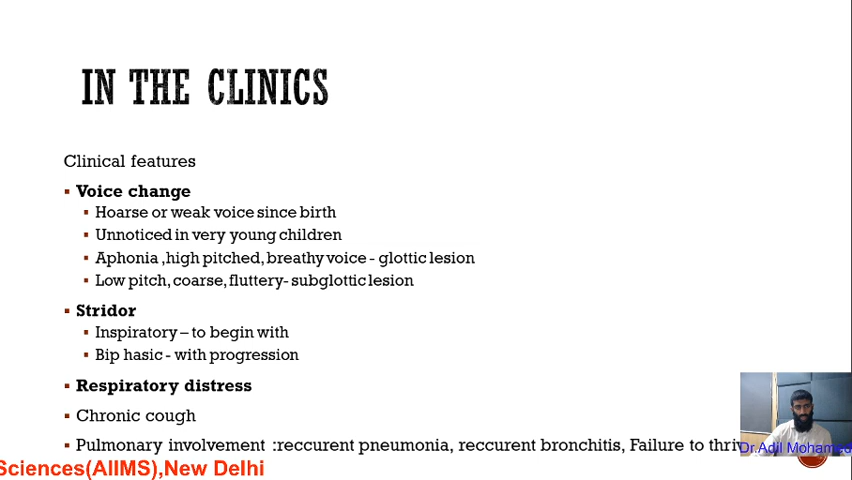 IN THE CLINICS
Clinical features
Voice change
Hoarse or weak voice since birth
Unnoticed in very young children
Aphonia ,high pitched, breathy voice - glottic lesion
Low pitch, coarse, fluttery- subglottic lesion
Stridor
Inspiratory – to begin with
Bip hasic - with progression
Respiratory distress
Chronic cough
Pulmonary involvement :reccurent pneumonia, reccurent bronchitis, Failure to thriv
Dr.Adil Mohamed
Sciences(AIIMS),New Delhi